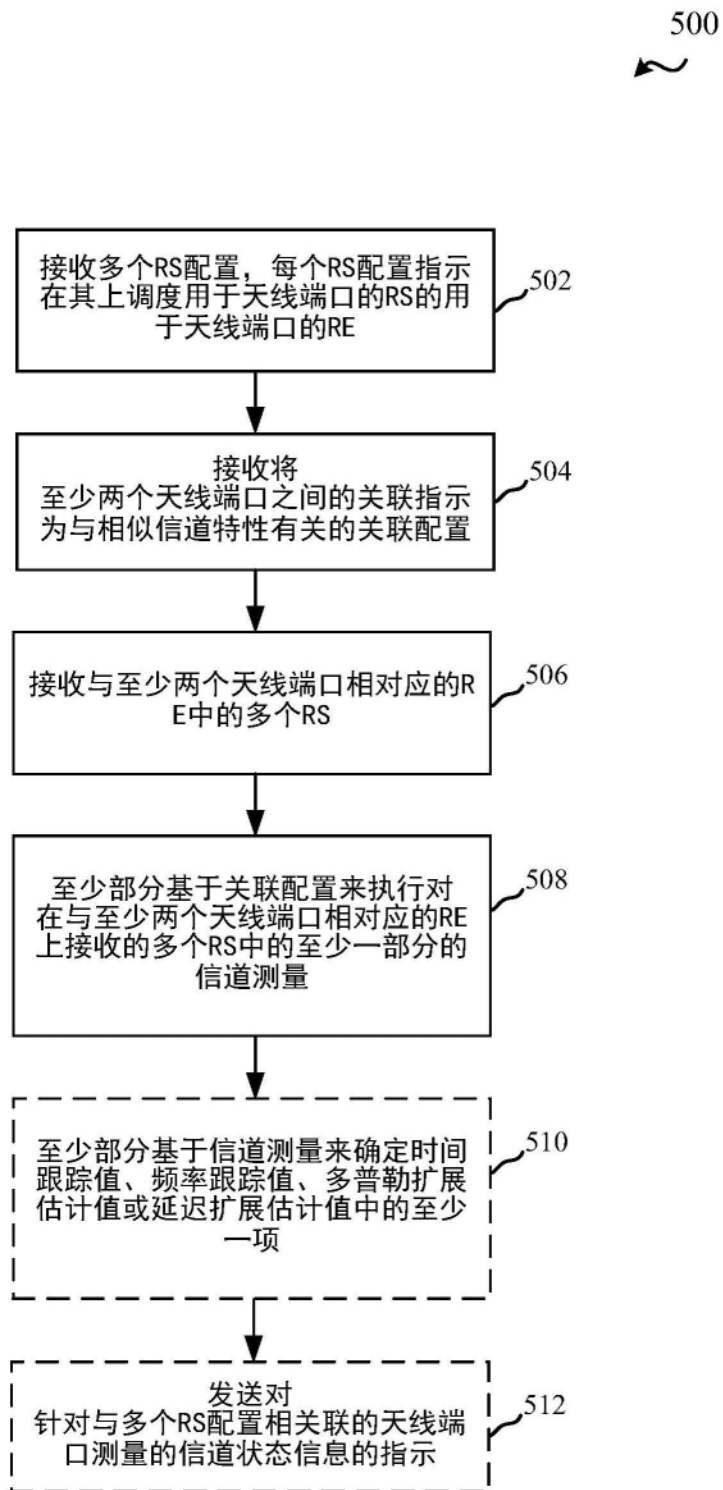 500
接收多个RS配置，每个RS配置指示
在其上调度用于天线端口的RS的用
于天线端口的RE
502
接收将
至少两个天线端口之间的关联指示
为与相似信道特性有关的关联配置
504
接收与至少两个天线端口相对应的R
E中的多个RS
506
至少部分基于关联配置来执行对
在与至少两个天线端口相对应的RE
上接收的多个RS中的至少一部分的
信道测量
508
至少部分基于信道测量来确定时间
跟踪值、频率跟踪值、多普勒扩展
估计值或延迟扩展估计值中的至少
一项
510
发送对
针对与多个RS配置相关联的天线端
口测量的信道状态信息的指示
512